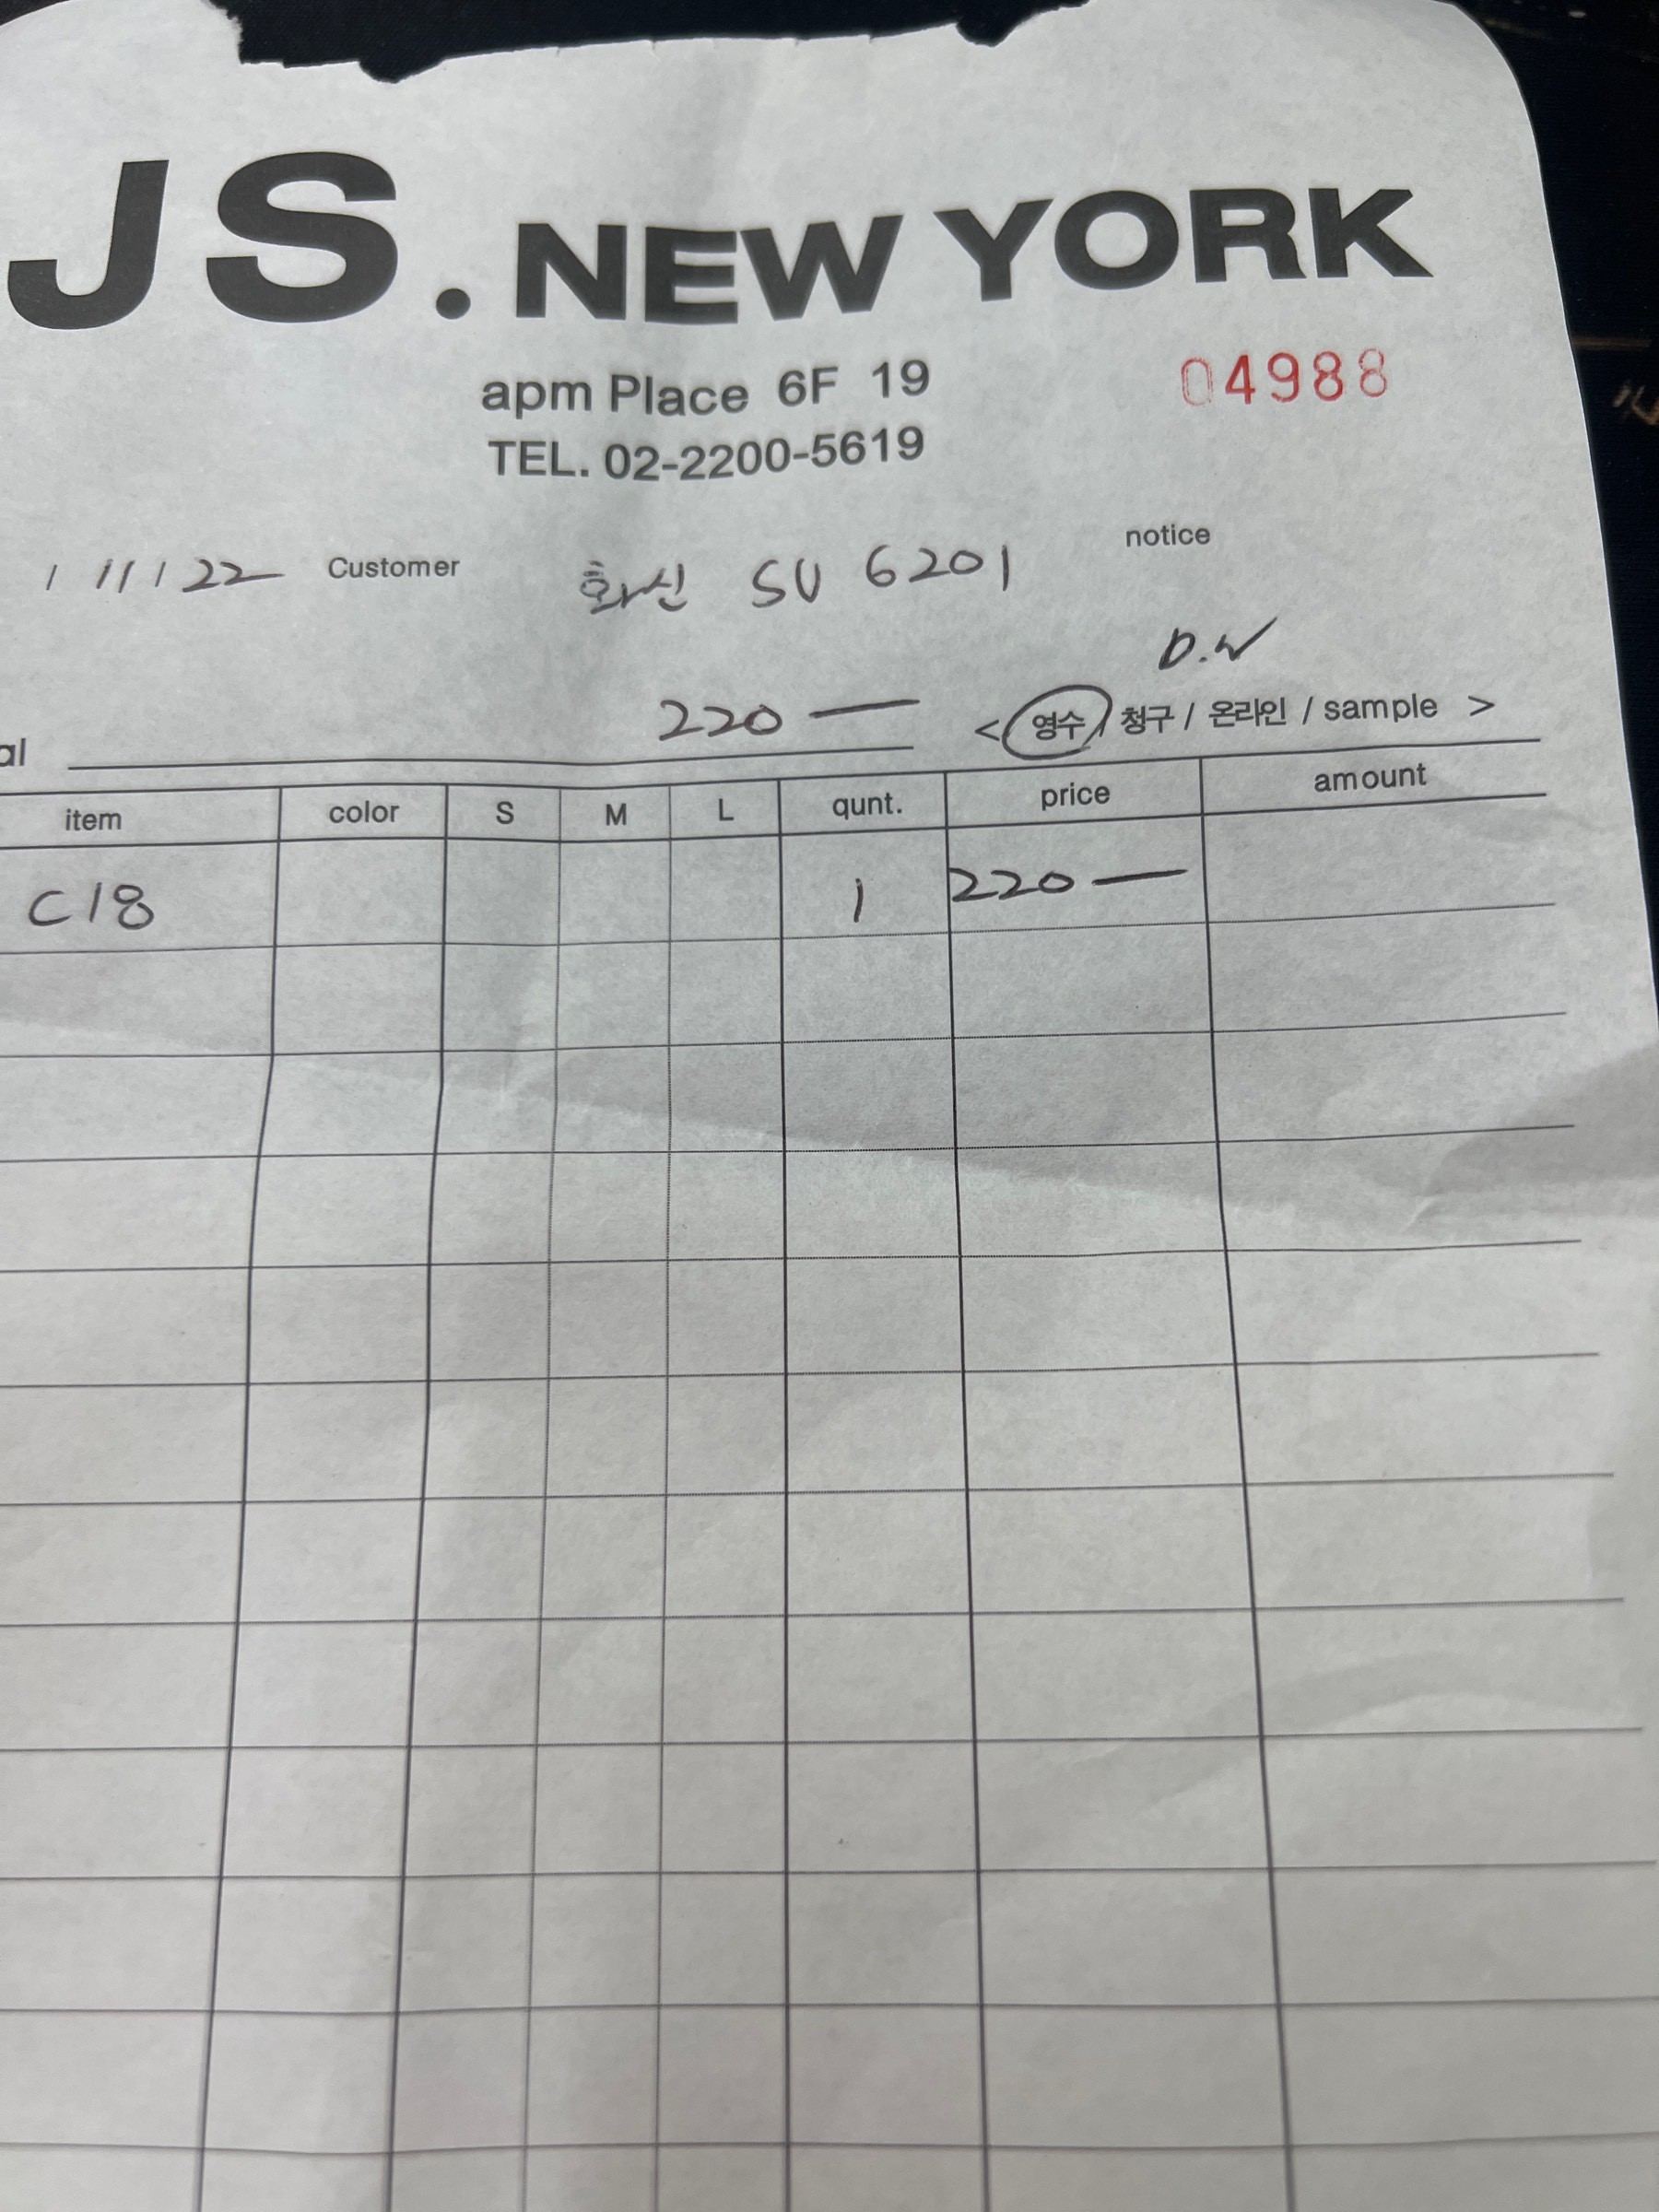 JS. NEW YORK
apm Place 6F 19
04988
TEL. 02-2200-5619
notice
1 11 / 22 Customer 화신 SU 6201
D.W
220 —
< 영수 / 청구 / 온라인 / sample >
al
item color S M L qunt. price amount
C18 1 220 —